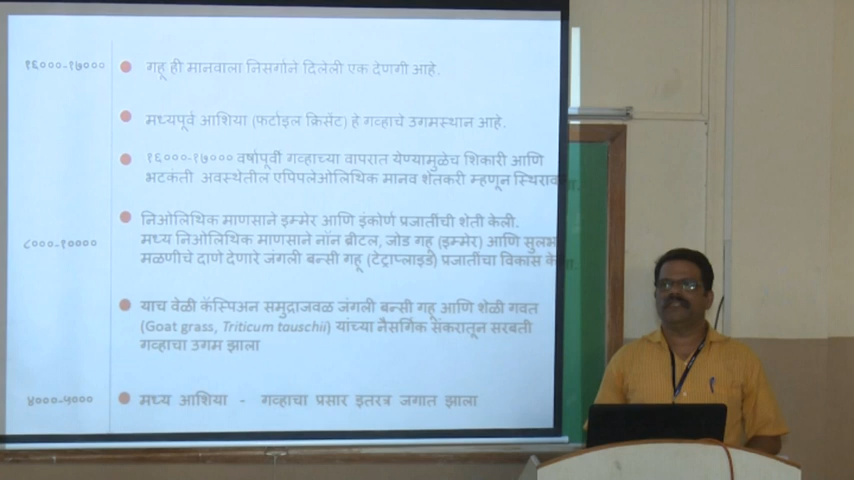 १६०००-१७०००
गहू ही मानवाला निसर्गाने दिलेली एक देणगी आहे.
मध्यपूर्व आशिया (फर्टाइल क्रिसेंट) हे गव्हाचे उगमस्थान आहे.
१६०००-१७००० वर्षांपूर्वी गव्हाच्या वापरात येण्यामुळेच शिकारी आणि
भटकंती अवस्थेतील एपिपलेओलिथिक मानव शेतकरी म्हणून स्थिरावला.
निओलिथिक माणसाने इम्मेर आणि इंकोर्ण प्रजातींची शेती केली.
८०००-१००००
मध्य निओलिथिक माणसाने नॉन ब्रीटल, जोड गहू (इम्मेर) आणि सुलभ
मळणीचे दाणे देणारे जंगली बन्सी गहू (टेट्राप्लाइड) प्रजातींचा विकास केला
याच वेळी कॅस्पिअन समुद्राजवळ जंगली बन्सी गहू आणि शेळी गवत
(Goat grass, Triticum tauschii) यांच्या नैसर्गिक संकरातून सरबती
गव्हाचा उगम झाला
४०००-५०००
मध्य आशिया - गव्हाचा प्रसार इतरत्र जगात झाला